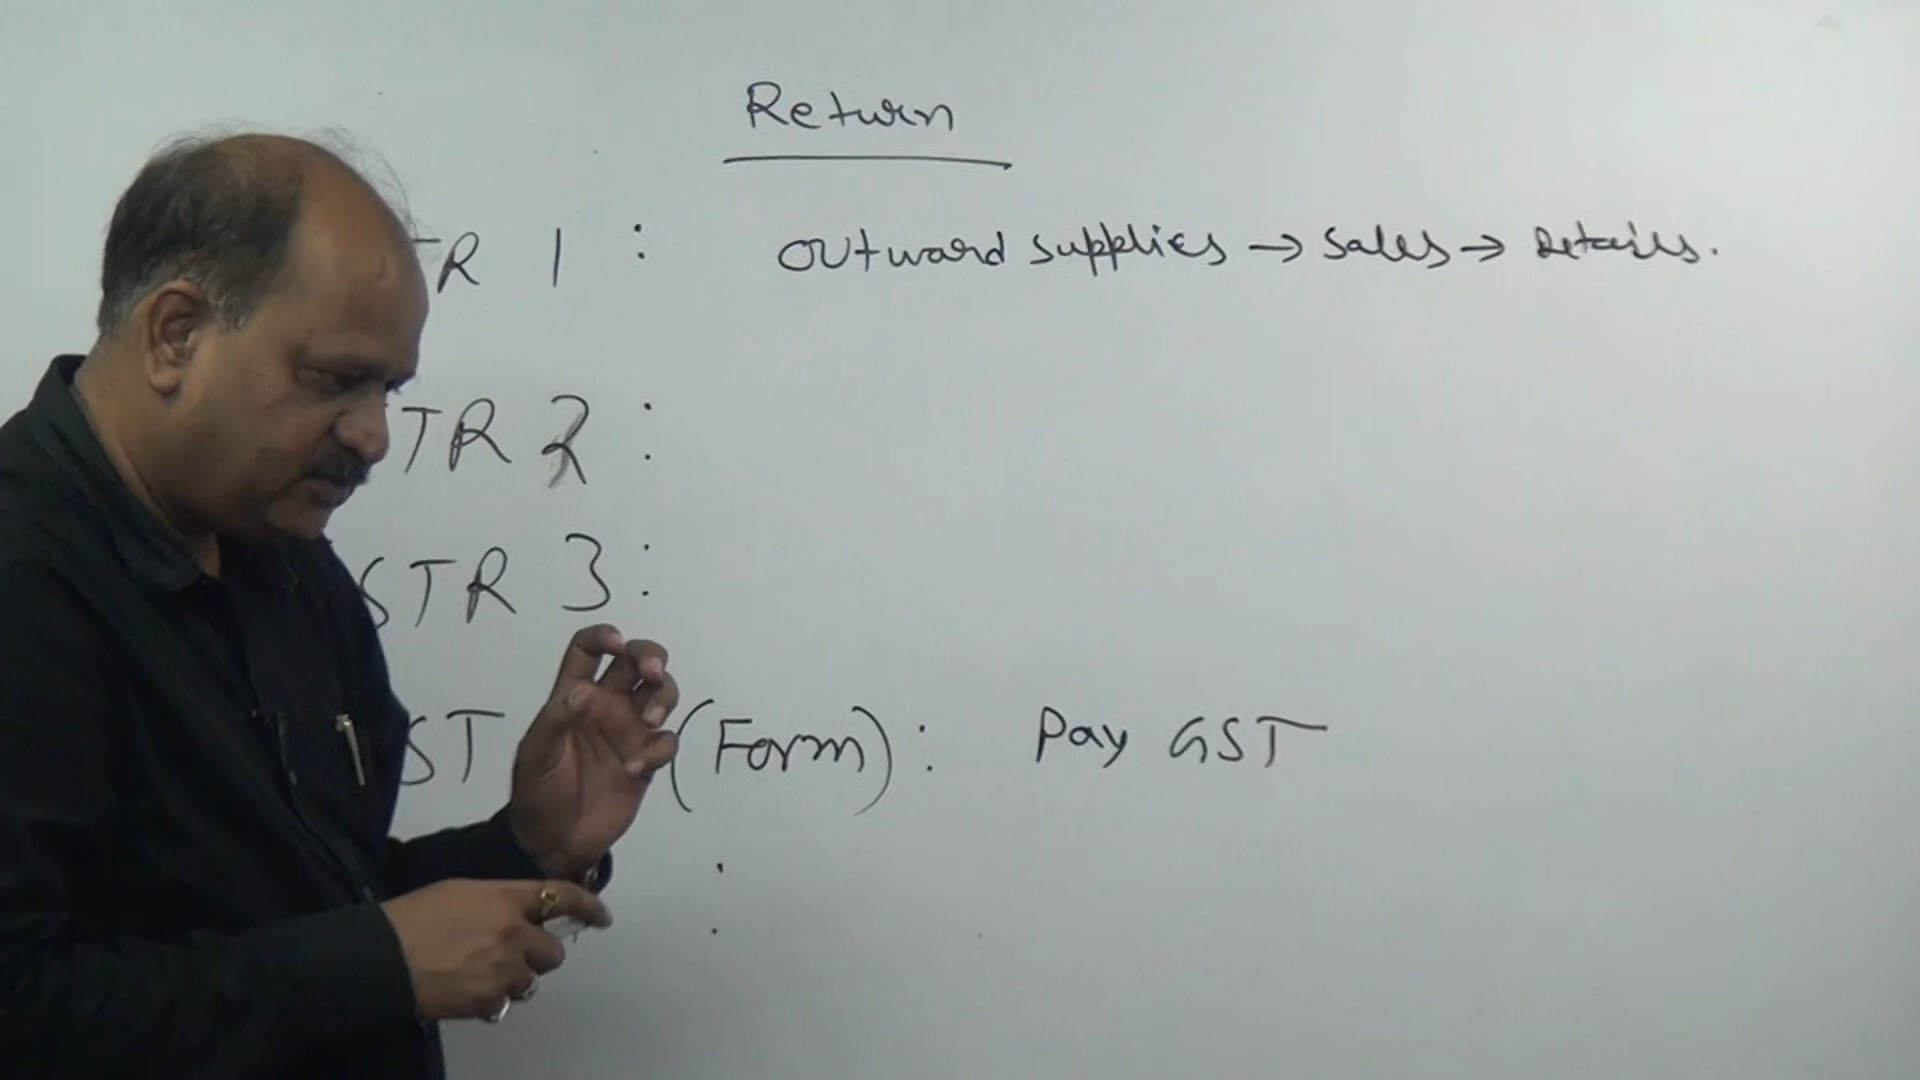 Return
TR 1 : Outward supplies → Sales → Details.
TR 2 :
STR 3 :
ST (Form) : Pay GST
: